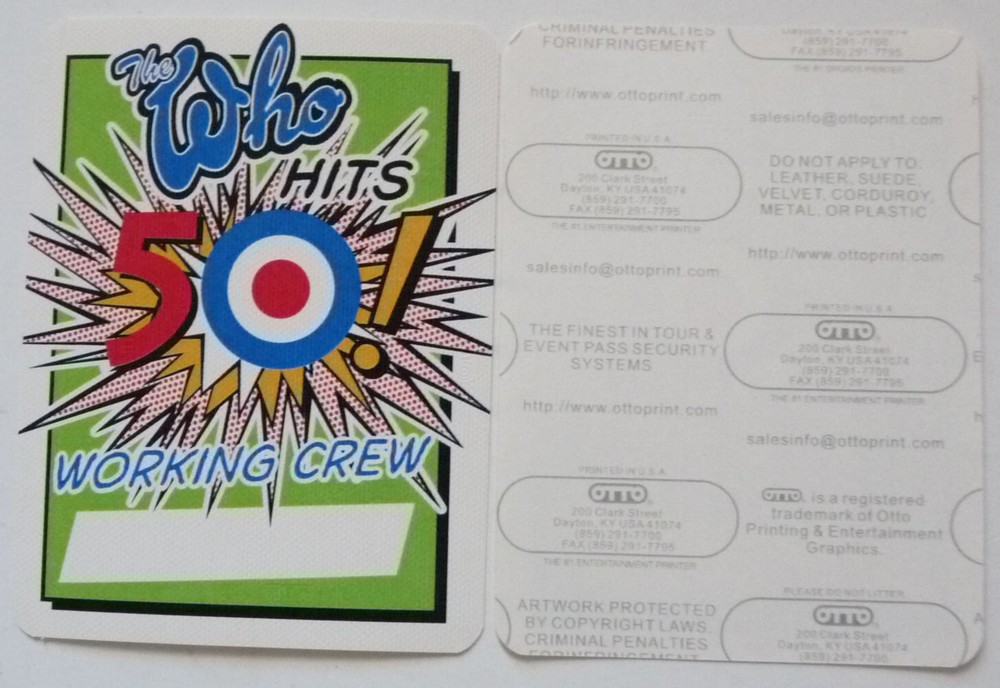 The
Who
HITS
50!
WORKING CREW
CRIMINAL PENALTIES
FORINFRINGEMENT
(859) 291-7700
FAX (859) 291-7795
http://www.ottoprint.com
salesinfo@ottoprint.com
PRINTED IN U.S.A.
OTTO
200 Clark Street
Dayton, KY USA 41074
(859) 291-7700
FAX (859) 291-7795
THE #1 ENTERTAINMENT PRINTER
DO NOT APPLY TO:
LEATHER, SUEDE,
VELVET, CORDUROY,
METAL, OR PLASTIC
http://www.ottoprint.com
salesinfo@ottoprint.com
THE FINEST IN TOUR &
EVENT PASS SECURITY
SYSTEMS
PRINTED IN U.S.A.
OTTO
200 Clark Street
Dayton, KY USA 41074
(859) 291-7700
FAX (859) 291-7795
THE #1 ENTERTAINMENT PRINTER
http://www.ottoprint.com
salesinfo@ottoprint.com
PRINTED IN U.S.A.
OTTO
200 Clark Street
Dayton, KY USA 41074
(859) 291-7700
FAX (859) 291-7795
THE #1 ENTERTAINMENT PRINTER
OTTO. is a registered
trademark of Otto
Printing & Entertainment
Graphics.
PLEASE DO NOT LITTER
OTTO
200 Clark Street
Dayton, KY USA 41074
(859) 291-7700
ARTWORK PROTECTED
BY COPYRIGHT LAWS.
CRIMINAL PENALTIES
FORINFRINGEMENT